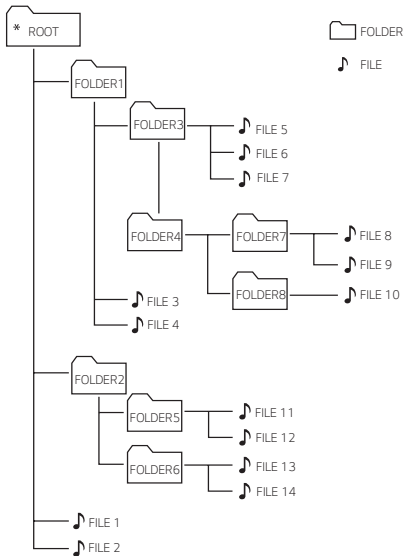 * ROOT
FOLDER
FILE
FOLDER1
FOLDER3
FILE 5
FILE 6
FILE 7
FOLDER4
FOLDER7
FILE 8
FILE 9
FOLDER8
FILE 10
FILE 3
FILE 4
FOLDER2
FOLDER5
FILE 11
FILE 12
FOLDER6
FILE 13
FILE 14
FILE 1
FILE 2